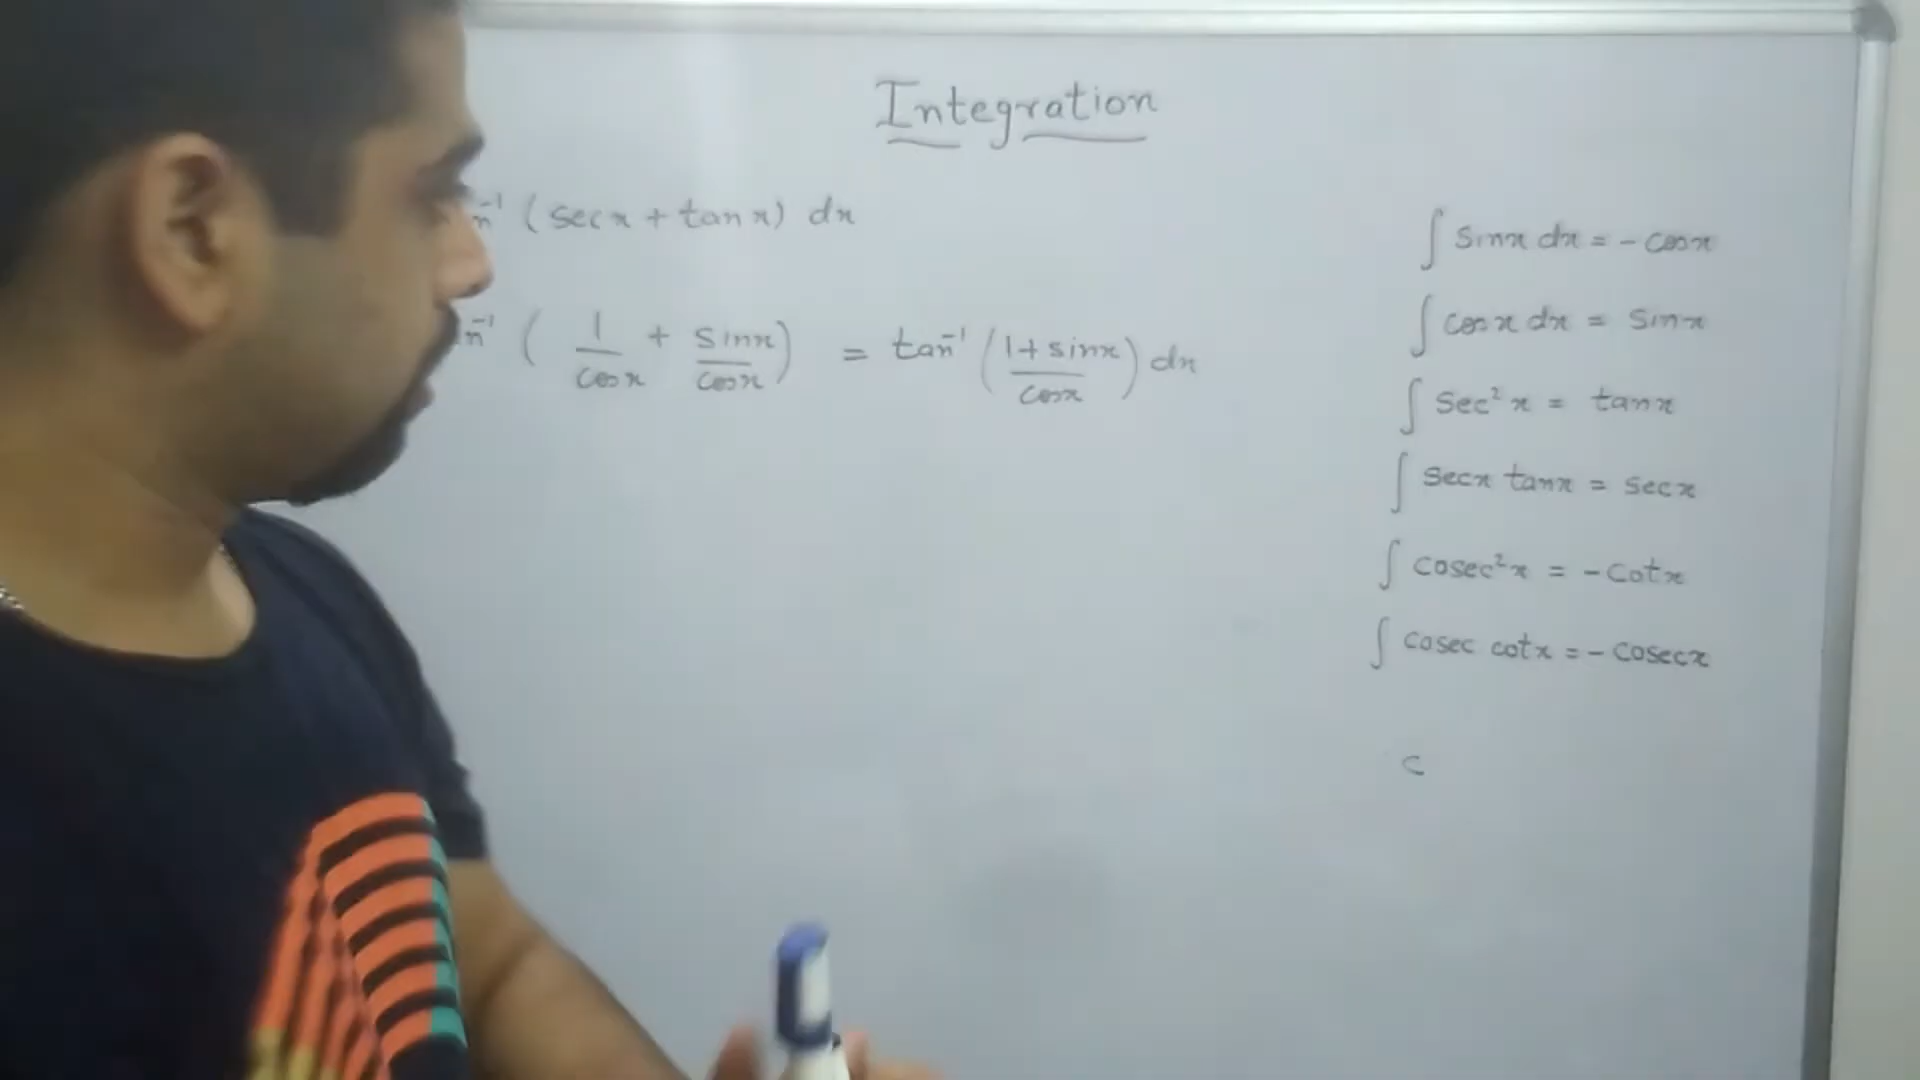 Integration
n⁻¹ (secx + tanx) dx
n⁻¹ ( 1/cosx + sinx/cosx ) = tan⁻¹ ( 1+sinx/cosx ) dx
∫ sinx dx = - cosx
∫ cosx dx = sinx
∫ sec² x = tanx
∫ secx tanx = secx
∫ cosec²x = - cotx
∫ cosec cotx = - cosecx
c